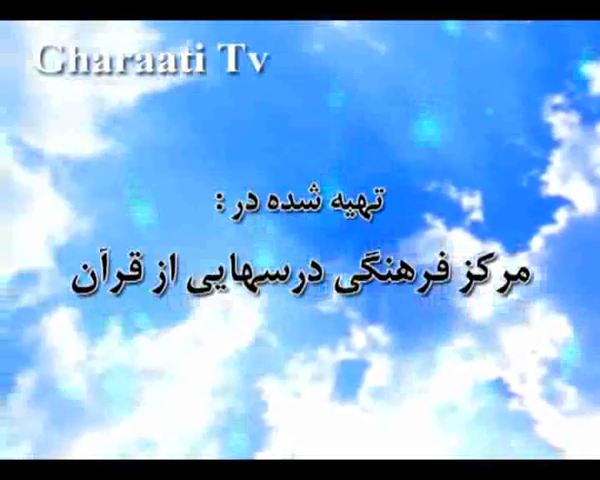 Gharaati Tv
تهیه شده در :
مرکز فرهنگی درسهایی از قرآن